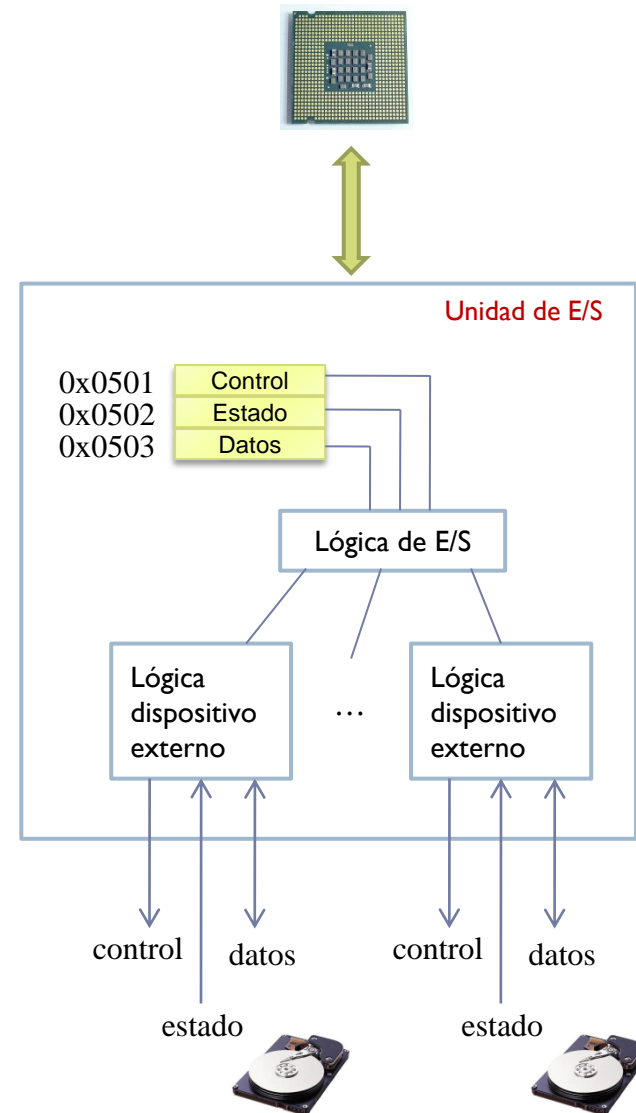 Unidad de E/S
0x0501 Control
0x0502 Estado
0x0503 Datos
Lógica de E/S
Lógica
dispositivo
externo
…
Lógica
dispositivo
externo
control
datos
control
datos
estado
estado